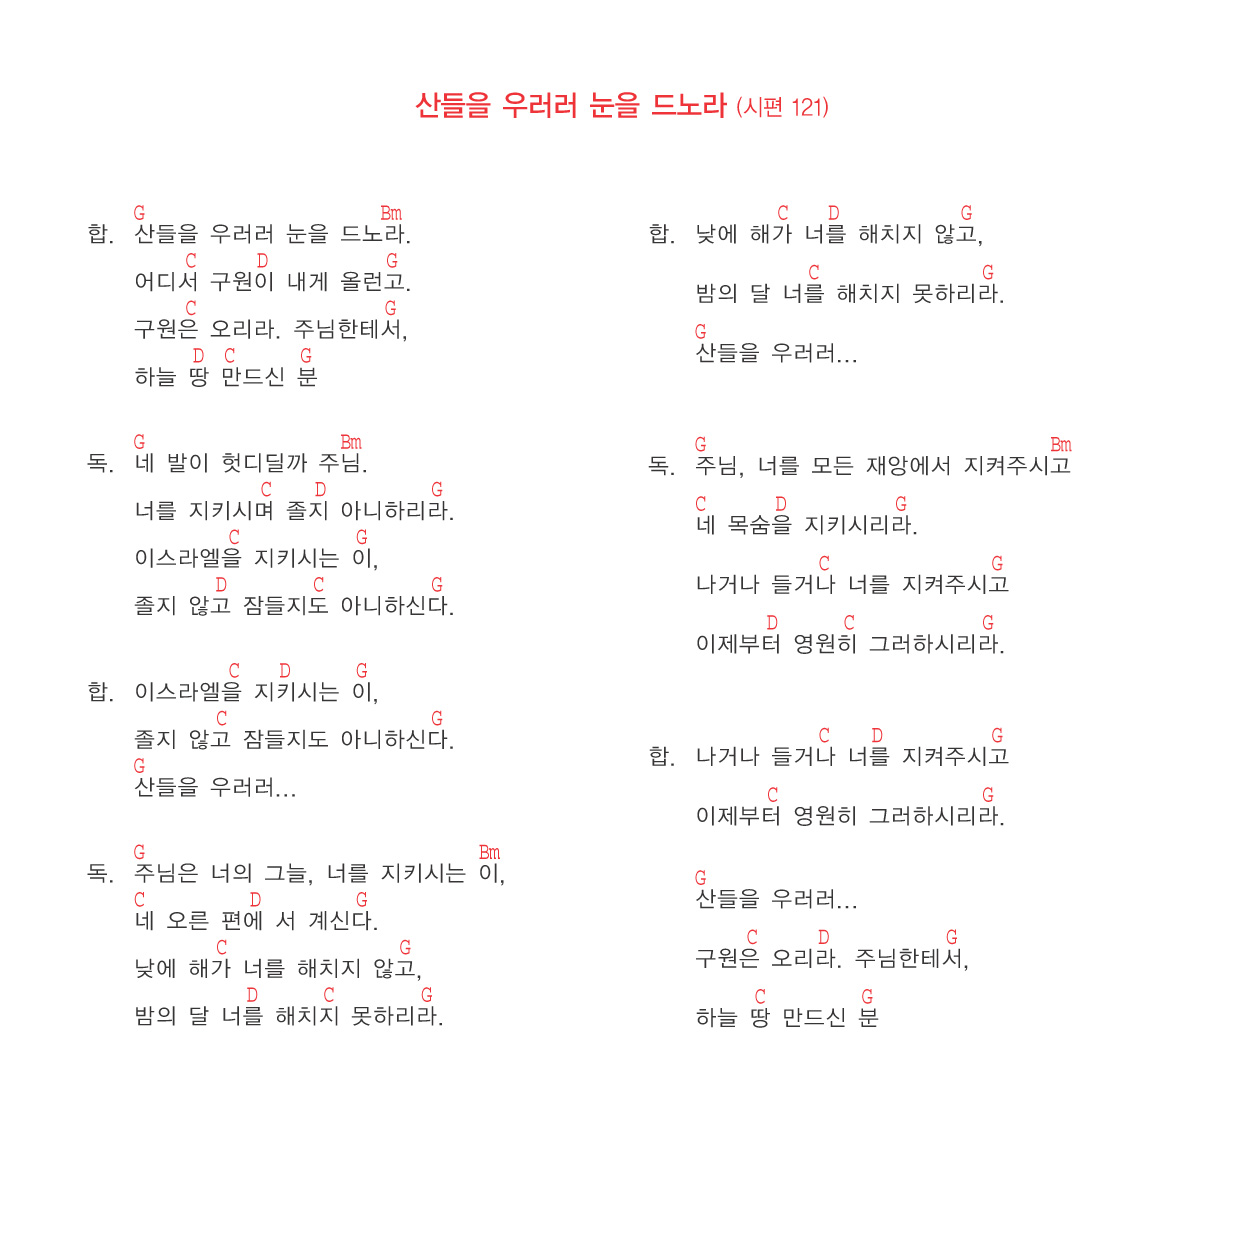 산들을 우러러 눈을 드노라 (시편 121)
G Bm
합. 산들을 우러러 눈을 드노라.
C D G
어디서 구원이 내게 올런고.
C G
구원은 오리라. 주님한테서,
D C G
하늘 땅 만드신 분
G Bm
독. 네 발이 헛디딜까 주님.
C D G
너를 지키시며 졸지 아니하리라.
C G
이스라엘을 지키시는 이,
D C G
졸지 않고 잠들지도 아니하신다.
C D G
합. 이스라엘을 지키시는 이,
C G
졸지 않고 잠들지도 아니하신다.
G
산들을 우러러...
G Bm
독. 주님은 너의 그늘, 너를 지키시는 이,
C D G
네 오른 편에 서 계신다.
C G
낮에 해가 너를 해치지 않고,
D C G
밤의 달 너를 해치지 못하리라.
C D G
합. 낮에 해가 너를 해치지 않고,
C G
밤의 달 너를 해치지 못하리라.
G
산들을 우러러...
G Bm
독. 주님, 너를 모든 재앙에서 지켜주시고
C D G
네 목숨을 지키시리라.
C G
나거나 들거나 너를 지켜주시고
D C G
이제부터 영원히 그러하시리라.
C D G
합. 나거나 들거나 너를 지켜주시고
C G
이제부터 영원히 그러하시리라.
G
산들을 우러러...
C D G
구원은 오리라. 주님한테서,
C G
하늘 땅 만드신 분